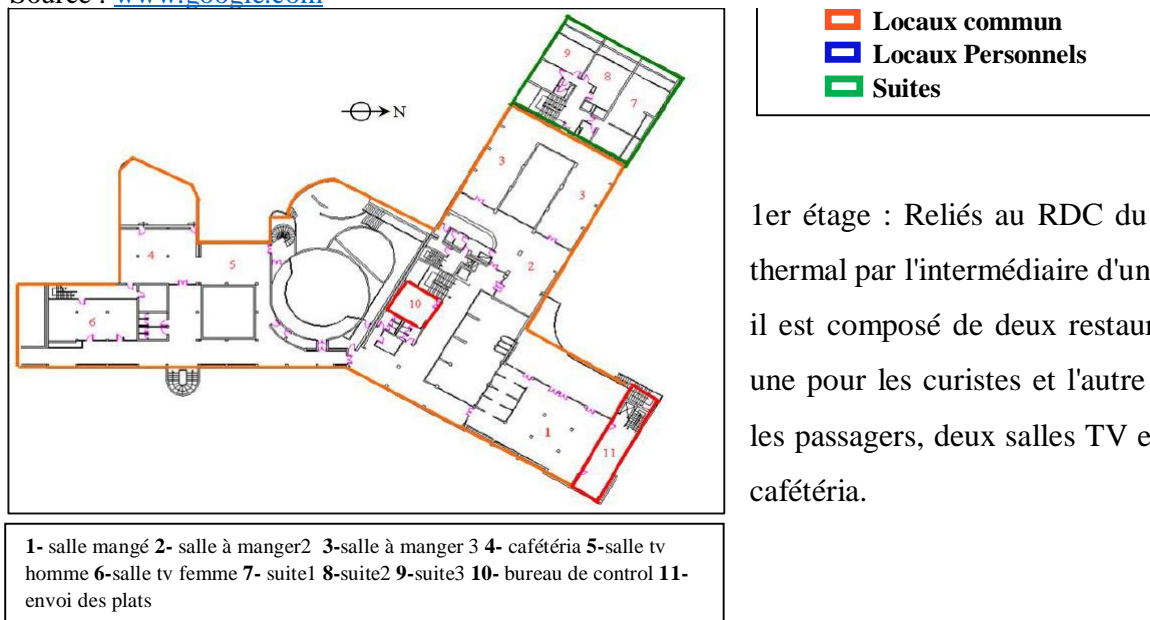 Source : www.google.com
Locaux commun
Locaux Personnels
Suites
N
9
8
7
3
3
4
5
2
10
6
1
11
1er étage : Reliés au RDC du
thermal par l'intermédiaire d'un
il est composé de deux restaur
une pour les curistes et l'autre
les passagers, deux salles TV e
cafétéria.
1- salle mangé 2- salle à manger2 3-salle à manger 3 4- cafétéria 5-salle tv
homme 6-salle tv femme 7- suite1 8-suite2 9-suite3 10- bureau de control 11-
envoi des plats